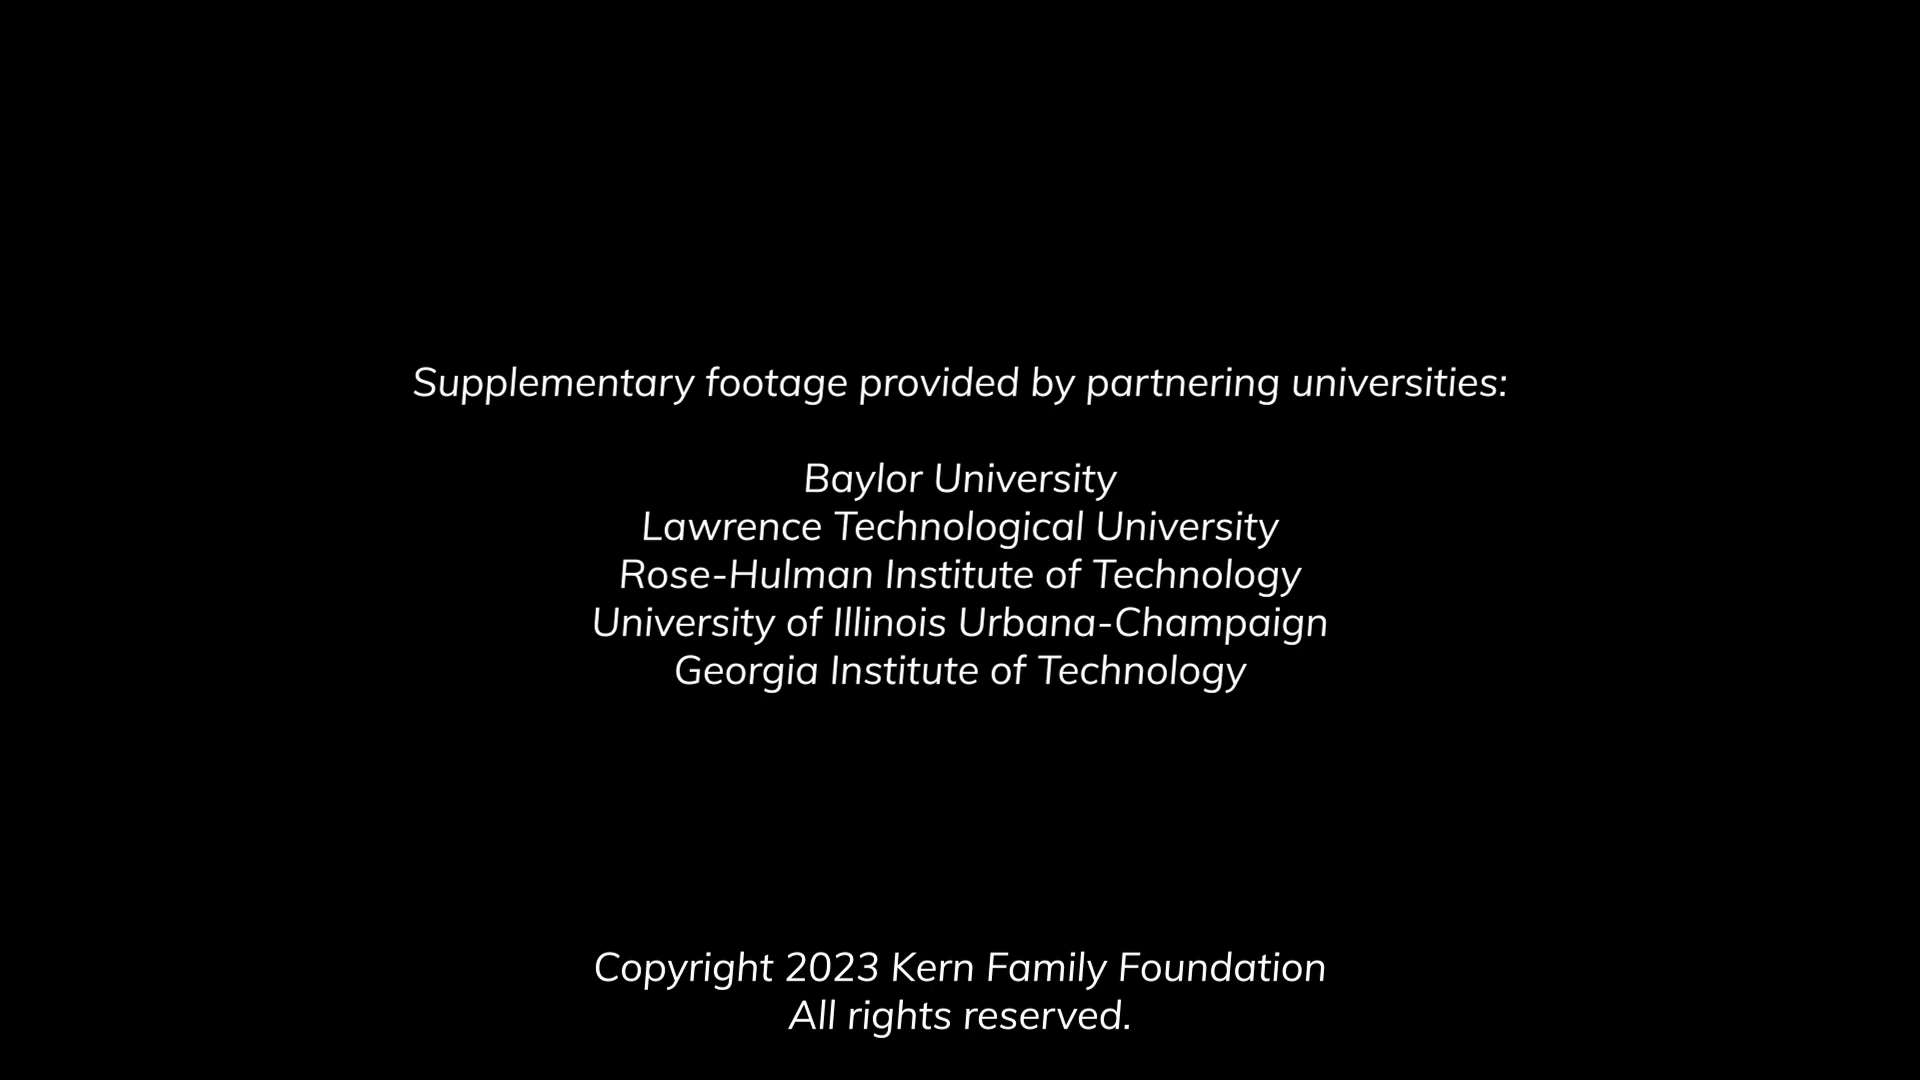 Supplementary footage provided by partnering universities:
Baylor University
Lawrence Technological University
Rose-Hulman Institute of Technology
University of Illinois Urbana-Champaign
Georgia Institute of Technology
Copyright 2023 Kern Family Foundation
All rights reserved.